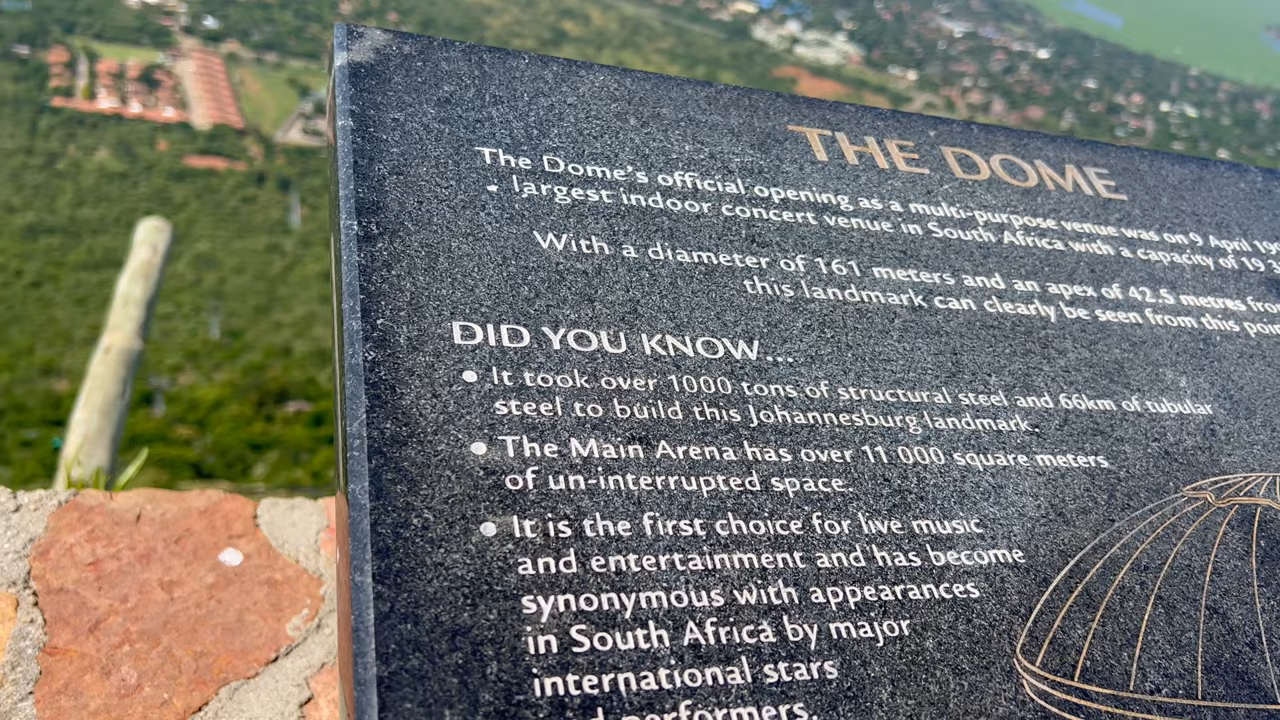 THE DOME
The Dome's official opening as a multi-purpose venue was on 9 April
- largest indoor concert venue in South Africa with a capacity of
With a diameter of 161 meters and an apex of 42.5 metres from
this landmark can clearly be seen from this
DID YOU KNOW...
• It took over 1000 tons of structural steel and 66km of tubular
steel to build this Johannesburg landmark.
• The Main Arena has over 11 000 square meters
of un-interrupted space.
• It is the first choice for live music
and entertainment and has become
synonymous with appearances
in South Africa by major
international stars
performers.